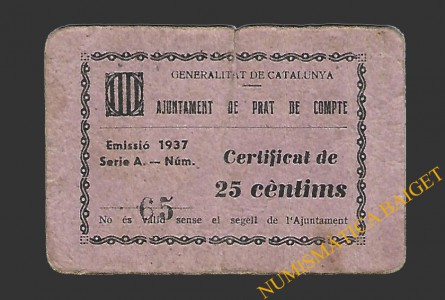 GENERALITAT DE CATALUNYA
AJUNTAMENT DE PRAT DE COMPTE
Emissió 1937
Serie A. — Núm.
65
Certificat de
25 cèntims
No és vàlid sense el segell de l'Ajuntament
NUMISMATICA BAIGET